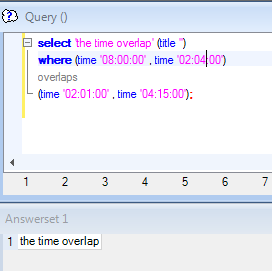 Query ()
select 'the time overlap' (title '')
where (time '08:00:00' , time '02:04:00')
overlaps
(time '02:01:00' , time '04:15:00');
1 2 3 4 5 6 7
Answerset 1
1 the time overlap